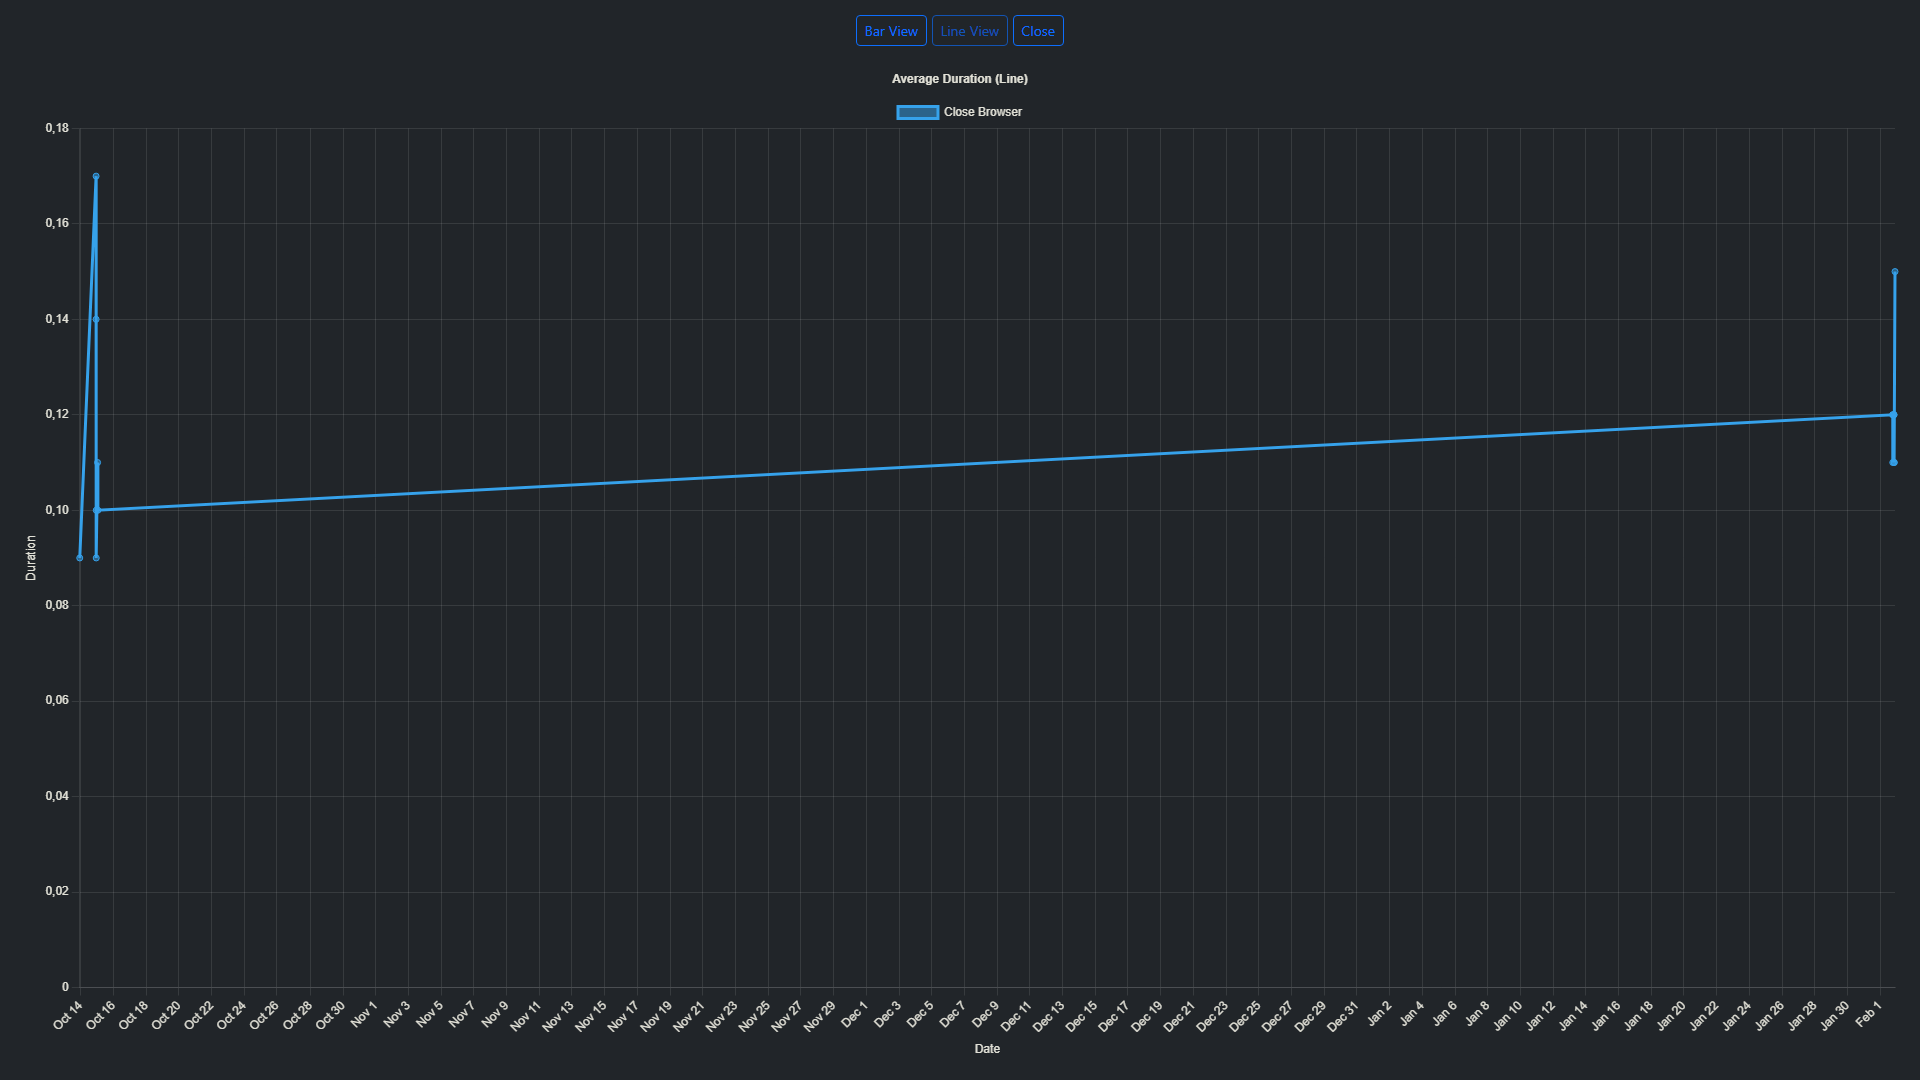 Bar View Line View Close
Average Duration (Line)
Close Browser
0,18
0,16
0,14
0,12
0,10
0,08
0,06
0,04
0,02
0
Duration
Oct 14 Oct 16 Oct 18 Oct 20 Oct 22 Oct 24 Oct 26 Oct 28 Oct 30 Nov 1 Nov 3 Nov 5 Nov 7 Nov 9 Nov 11 Nov 13 Nov 15 Nov 17 Nov 19 Nov 21 Nov 23 Nov 25 Nov 27 Nov 29 Dec 1 Dec 3 Dec 5 Dec 7 Dec 9 Dec 11 Dec 13 Dec 15 Dec 17 Dec 19 Dec 21 Dec 23 Dec 25 Dec 27 Dec 29 Dec 31 Jan 2 Jan 4 Jan 6 Jan 8 Jan 10 Jan 12 Jan 14 Jan 16 Jan 18 Jan 20 Jan 22 Jan 24 Jan 26 Jan 28 Jan 30 Feb 1
Date